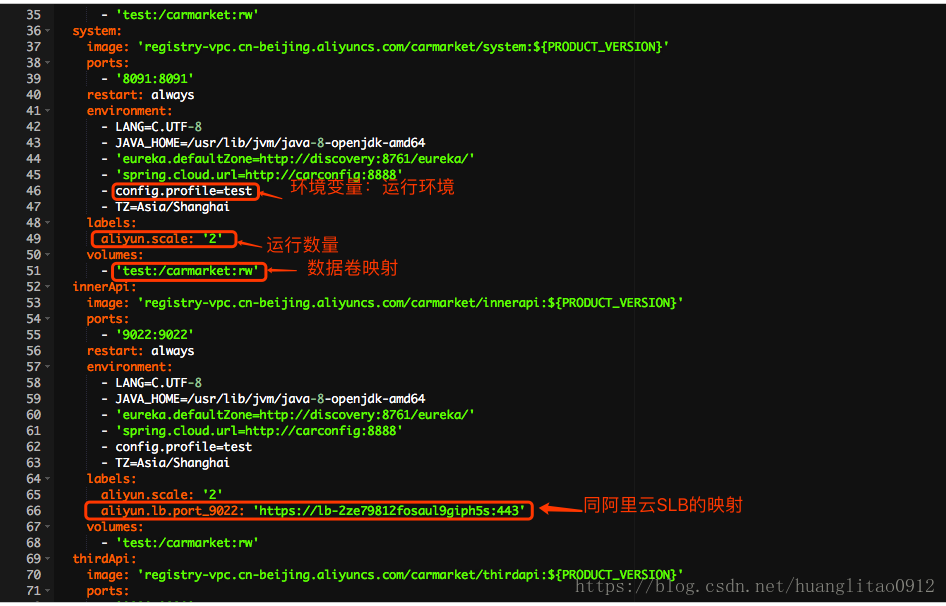 35 - 'test:/carmarket:rw'
36 system:
37 image: 'registry-vpc.cn-beijing.aliyuncs.com/carmarket/system:${PRODUCT_VERSION}'
38 ports:
39 - '8091:8091'
40 restart: always
41 environment:
42 - LANG=C.UTF-8
43 - JAVA_HOME=/usr/lib/jvm/java-8-openjdk-amd64
44 - 'eureka.defaultZone=http://discovery:8761/eureka/'
45 - 'spring.cloud.url=http://carconfig:8888'
46 - config.profile=test 环境变量：运行环境
47 - TZ=Asia/Shanghai
48 labels:
49 aliyun.scale: '2' 运行数量
50 volumes:
51 - 'test:/carmarket:rw' 数据卷映射
52 innerApi:
53 image: 'registry-vpc.cn-beijing.aliyuncs.com/carmarket/innerapi:${PRODUCT_VERSION}'
54 ports:
55 - '9022:9022'
56 restart: always
57 environment:
58 - LANG=C.UTF-8
59 - JAVA_HOME=/usr/lib/jvm/java-8-openjdk-amd64
60 - 'eureka.defaultZone=http://discovery:8761/eureka/'
61 - 'spring.cloud.url=http://carconfig:8888'
62 - config.profile=test
63 - TZ=Asia/Shanghai
64 labels:
65 aliyun.scale: '2'
66 aliyun.lb.port_9022: 'https://lb-2ze79812fosaul9giph5s:443' 同阿里云SLB的映射
67 volumes:
68 - 'test:/carmarket:rw'
69 thirdApi:
70 image: 'registry-vpc.cn-beijing.aliyuncs.com/carmarket/thirdapi:${PRODUCT_VERSION}'
71 ports:
https://blog.csdn.net/huanglitao0912